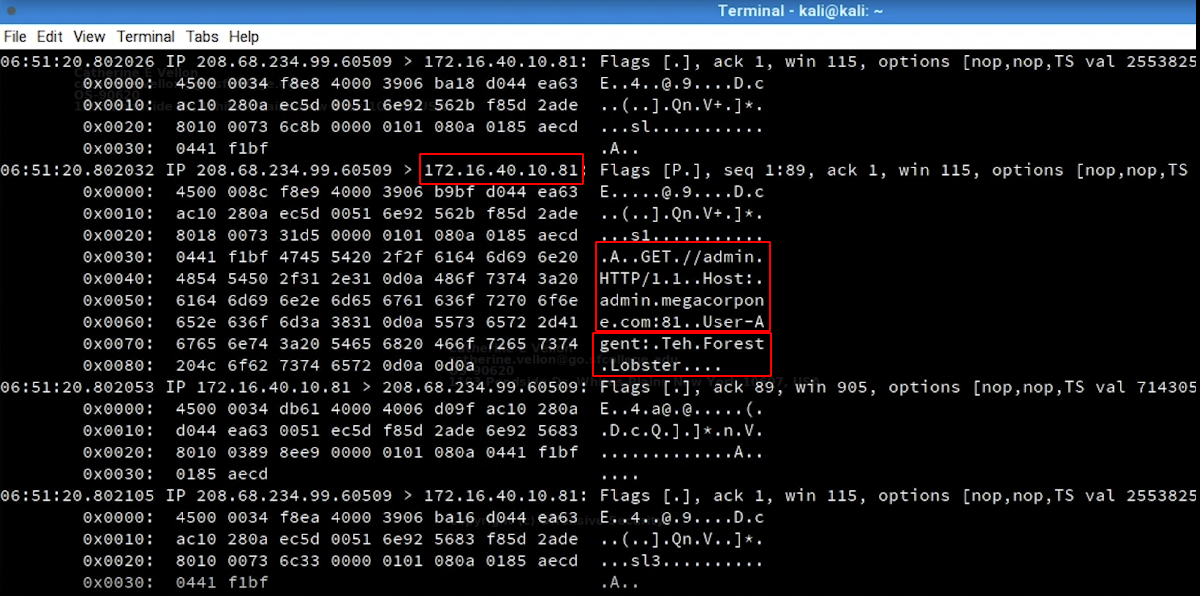 Terminal - kali@kali: ~
File Edit View Terminal Tabs Help
06:51:20.802026 IP 208.68.234.99.60509 > 172.16.40.10.81: Flags [.], ack 1, win 115, options [nop,nop,TS val 2553825
0x0000: 4500 0034 f8e8 4000 3906 ba18 d044 ea63 E..4..@.9....D.c
0x0010: ac10 280a ec5d 0051 6e92 562b f85d 2ade ..(..].Qn.V+.]*.
0x0020: 8010 0073 6c8b 0000 0101 080a 0185 aecd ...sl...........
0x0030: 0441 f1bf .A..
06:51:20.802032 IP 208.68.234.99.60509 > 172.16.40.10.81: Flags [P.], seq 1:89, ack 1, win 115, options [nop,nop,TS
0x0000: 4500 008c f8e9 4000 3906 b9bf d044 ea63 E.....@.9....D.c
0x0010: ac10 280a ec5d 0051 6e92 562b f85d 2ade ..(..].Qn.V+.]*.
0x0020: 8018 0073 31d5 0000 0101 080a 0185 aecd ...s1...........
0x0030: 0441 f1bf 4745 5420 2f2f 6164 6d69 6e20 .A..GET.//admin.
0x0040: 4854 5450 2f31 2e31 0d0a 486f 7374 3a20 HTTP/1.1..Host:.
0x0050: 6164 6d69 6e2e 6d65 6761 636f 7270 6f6e admin.megacorpon
0x0060: 652e 636f 6d3a 3831 0d0a 5573 6572 2d41 e.com:81..User-A
0x0070: 6765 6e74 3a20 5465 6820 466f 7265 7374 gent:.Teh.Forest
0x0080: 204c 6f62 7374 6572 0d0a 0d0a .Lobster....
06:51:20.802053 IP 172.16.40.10.81 > 208.68.234.99.60509: Flags [.], ack 89, win 905, options [nop,nop,TS val 714305
0x0000: 4500 0034 db61 4000 4006 d09f ac10 280a E..4.a@.@.....(.
0x0010: d044 ea63 0051 ec5d f85d 2ade 6e92 5683 .D.c.Q.].]*.n.V.
0x0020: 8010 0389 8ee9 0000 0101 080a 0441 f1bf .............A..
0x0030: 0185 aecd ....
06:51:20.802105 IP 208.68.234.99.60509 > 172.16.40.10.81: Flags [.], ack 1, win 115, options [nop,nop,TS val 2553825
0x0000: 4500 0034 f8ea 4000 3906 ba16 d044 ea63 E..4..@.9....D.c
0x0010: ac10 280a ec5d 0051 6e92 5683 f85d 2ade ..(..].Qn.V..]*.
0x0020: 8010 0073 6c33 0000 0101 080a 0185 aecd ...sl3..........
0x0030: 0441 f1bf .A..